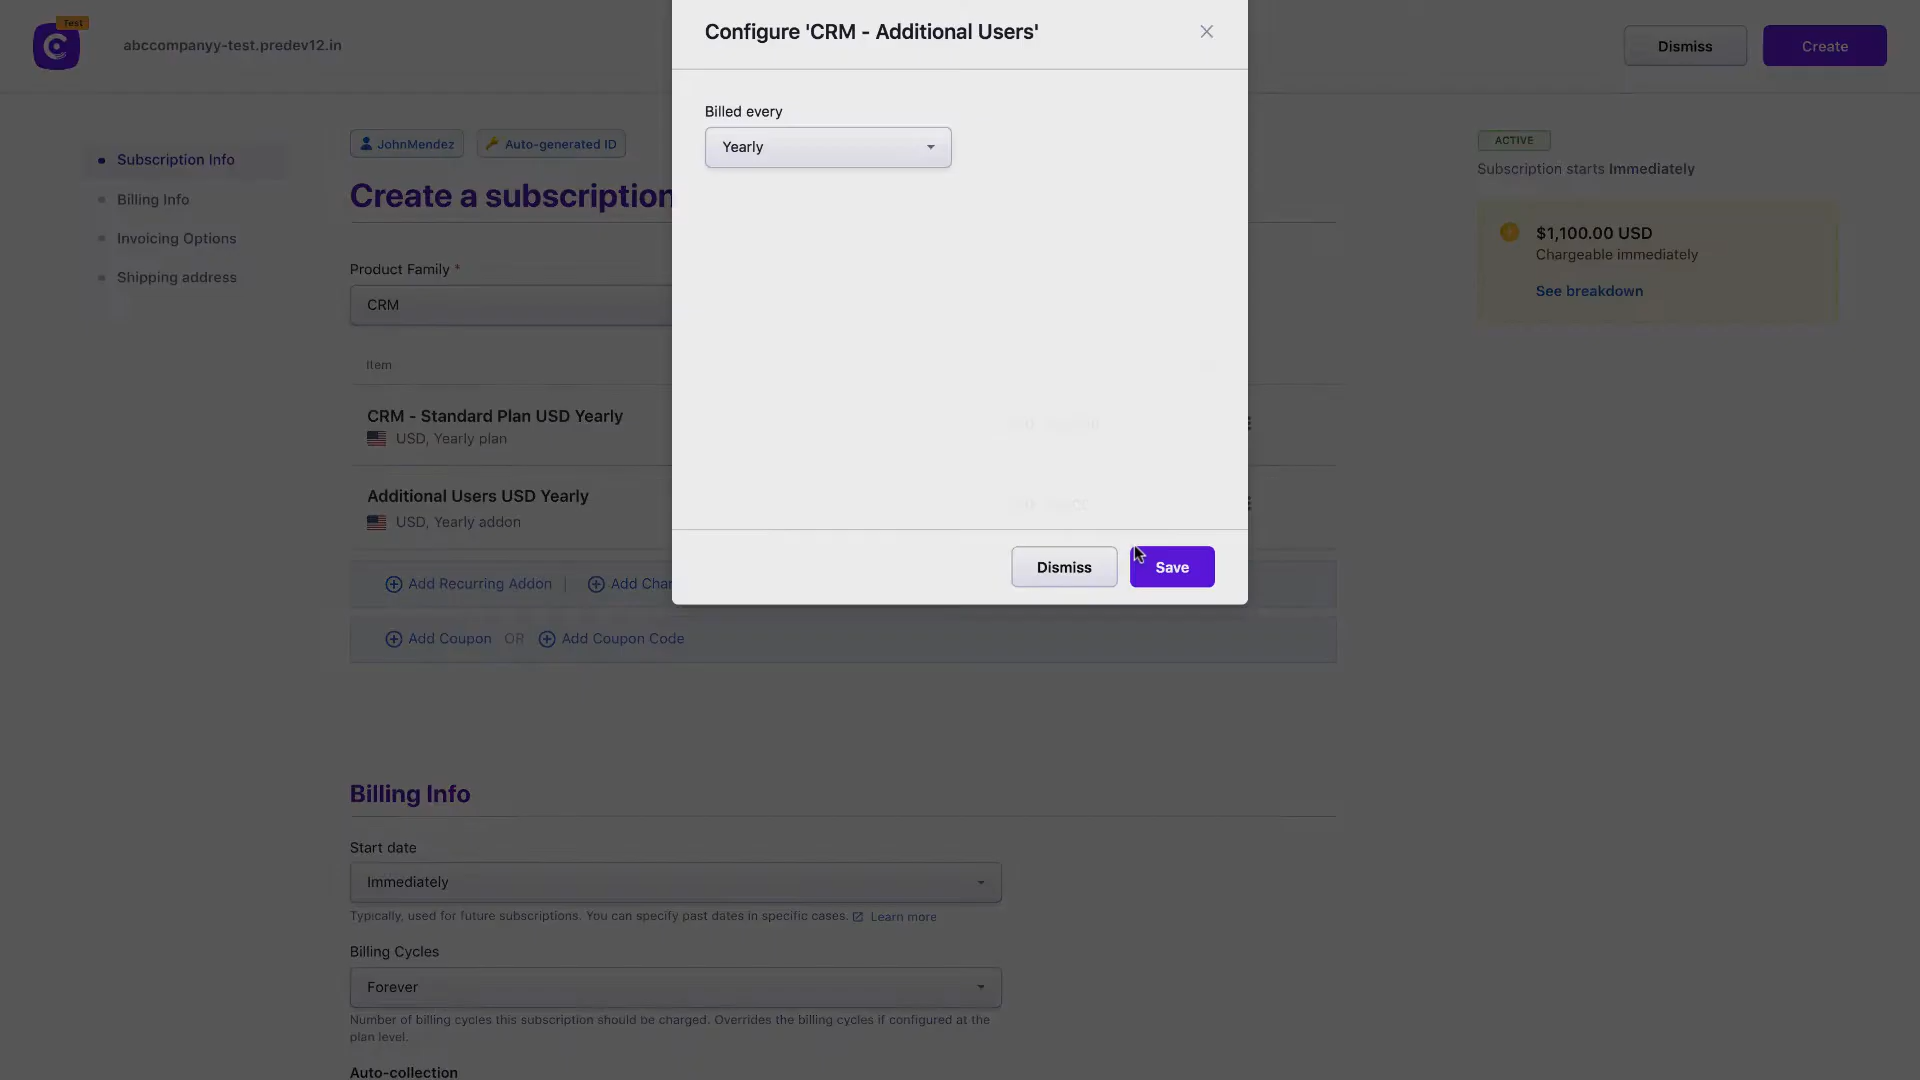 Test
abccompanyy-test.predev12.in
Configure 'CRM - Additional Users'
Dismiss
Create
Billed every
Yearly
Dismiss
Save
Subscription Info
Billing Info
Invoicing Options
Shipping address
JohnMendez
Auto-generated ID
Create a subscription
Product Family *
CRM
Item
CRM - Standard Plan USD Yearly
USD, Yearly plan
Additional Users USD Yearly
USD, Yearly addon
Add Recurring Addon
Add Char
Add Coupon OR Add Coupon Code
ACTIVE
Subscription starts Immediately
$1,100.00 USD
Chargeable immediately
See breakdown
Billing Info
Start date
Immediately
Typically, used for future subscriptions. You can specify past dates in specific cases. Learn more
Billing Cycles
Forever
Number of billing cycles this subscription should be charged. Overrides the billing cycles if configured at the
plan level.
Auto-collection